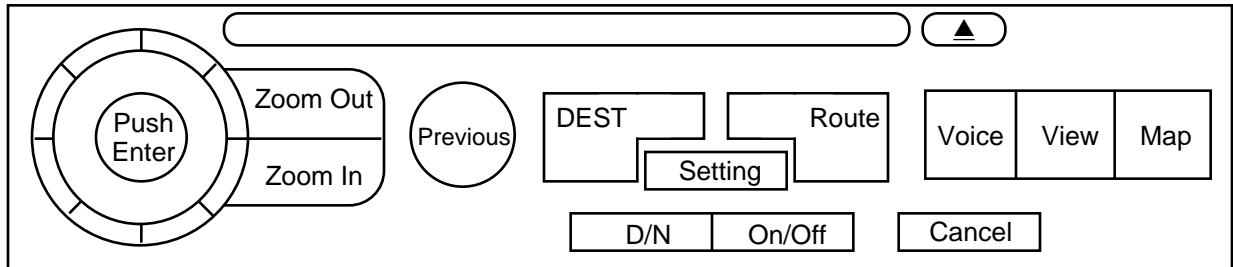 Push
Enter
Zoom Out
Zoom In
Previous
DEST
Route
Setting
Voice
View
Map
D/N
On/Off
Cancel